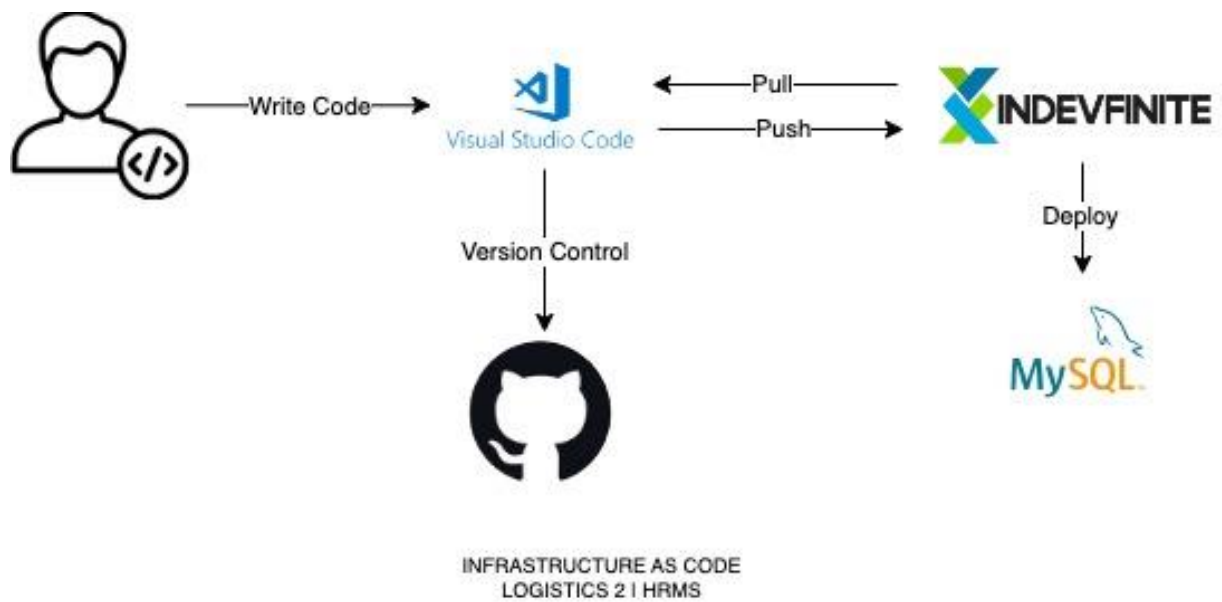 Write Code
Visual Studio Code
Pull
Push
INDEVFINITE
Version Control
Deploy
MySQL
INFRASTRUCTURE AS CODE
LOGISTICS 2 I HRMS